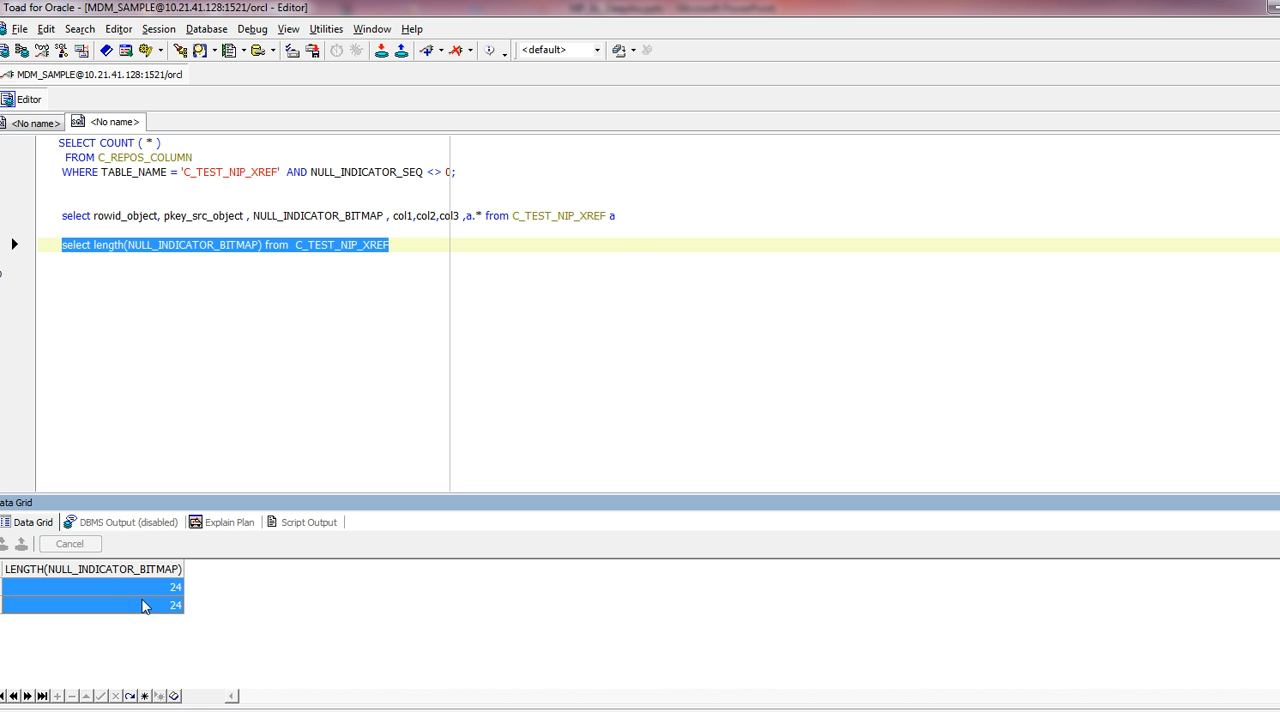 Toad for Oracle - [MDM_SAMPLE@10.21.41.128:1521/orcl - Editor]
File Edit Search Editor Session Database Debug View Utilities Window Help
<default>
MDM_SAMPLE@10.21.41.128:1521/orcl
Editor
<No name> <No name>
SELECT COUNT ( * )
FROM C_REPOS_COLUMN
WHERE TABLE_NAME = 'C_TEST_NIP_XREF' AND NULL_INDICATOR_SEQ <> 0;
select rowid_object, pkey_src_object , NULL_INDICATOR_BITMAP , col1,col2,col3 ,a.* from C_TEST_NIP_XREF a
select length(NULL_INDICATOR_BITMAP) from C_TEST_NIP_XREF
ata Grid
Data Grid DBMS Output (disabled) Explain Plan Script Output
Cancel
LENGTH(NULL_INDICATOR_BITMAP)
24
24